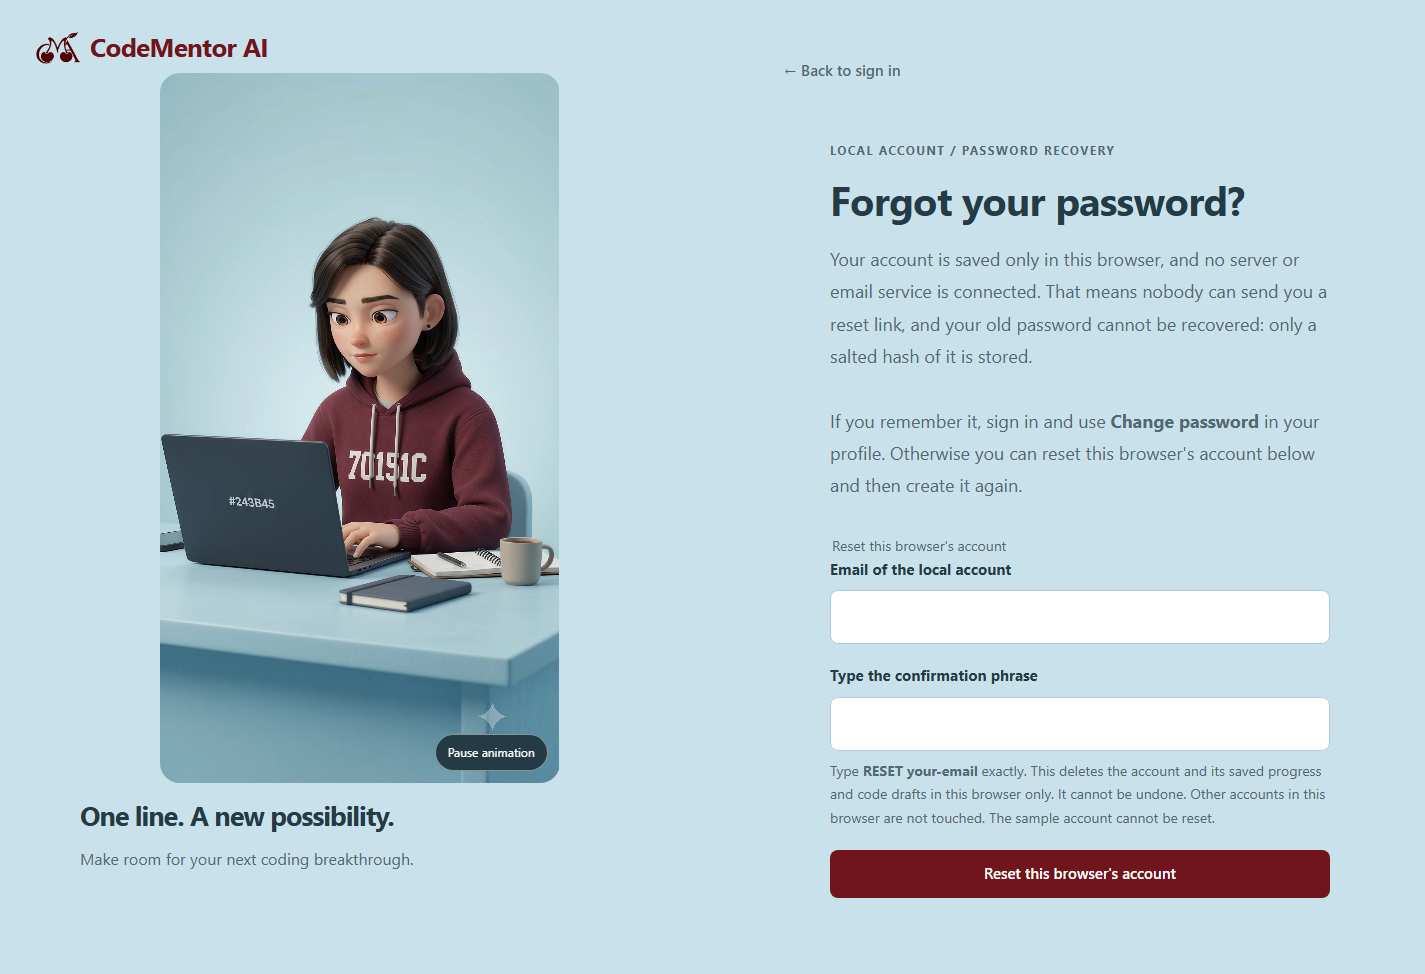 CodeMentor AI
← Back to sign in
LOCAL ACCOUNT / PASSWORD RECOVERY
Forgot your password?
Your account is saved only in this browser, and no server or
email service is connected. That means nobody can send you a
reset link, and your old password cannot be recovered: only a
salted hash of it is stored.
If you remember it, sign in and use Change password in your
profile. Otherwise you can reset this browser's account below
and then create it again.
Reset this browser's account
Email of the local account
Type the confirmation phrase
Type RESET your-email exactly. This deletes the account and its saved progress
and code drafts in this browser only. It cannot be undone. Other accounts in this
browser are not touched. The sample account cannot be reset.
Reset this browser's account
70151C
#243B45
Pause animation
One line. A new possibility.
Make room for your next coding breakthrough.